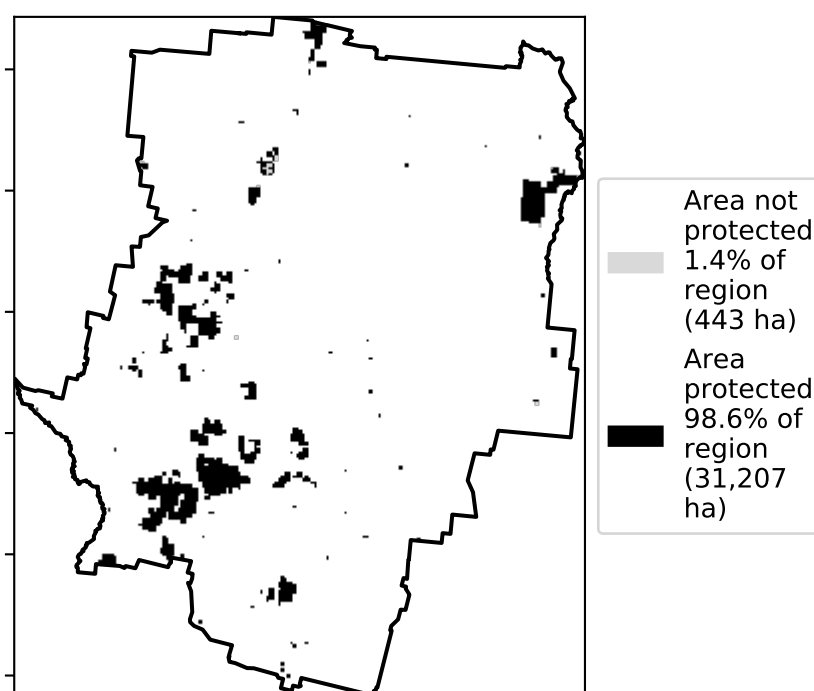 Area not
protected
1.4% of
region
(443 ha)
Area
protected
98.6% of
region
(31,207
ha)